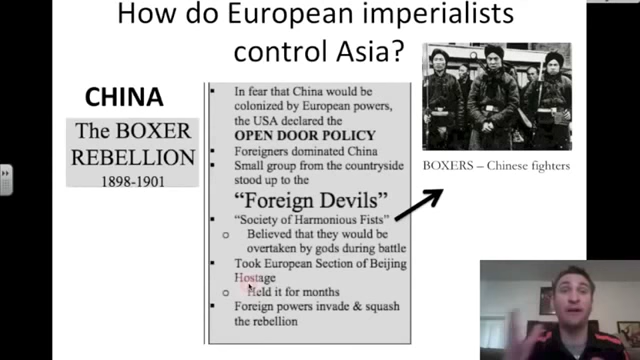 How do European imperialists
control Asia?
CHINA
The BOXER
REBELLION
1898-1901
In fear that China would be
colonized by European powers,
the USA declared the
OPEN DOOR POLICY
Foreigners dominated China
Small group from the countryside
stood up to the
“Foreign Devils”
“Society of Harmonious Fists”
Believed that they would be
overtaken by gods during battle
Took European Section of Beijing
Hostage
Held it for months
Foreign powers invade & squash
the rebellion
BOXERS – Chinese fighters